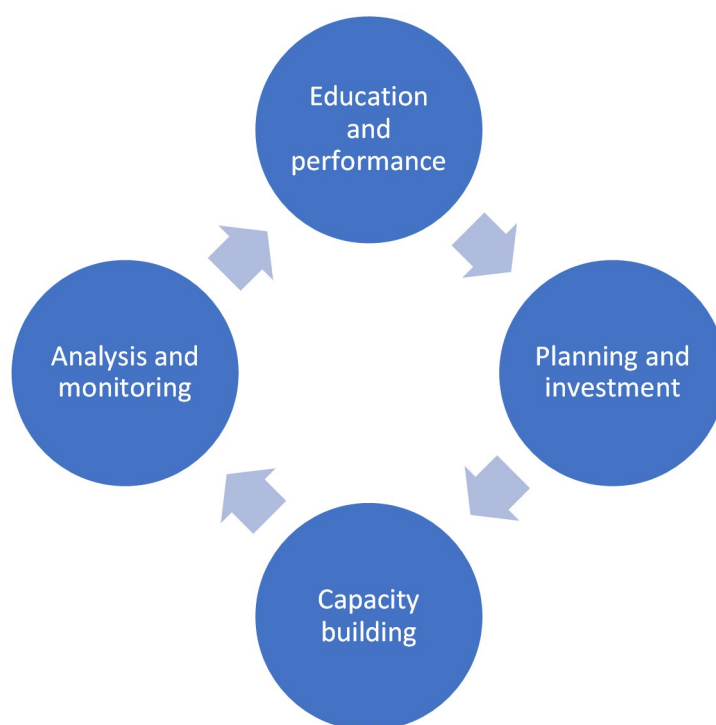 Education
and
performance
Planning and
investment
Capacity
building
Analysis and
monitoring